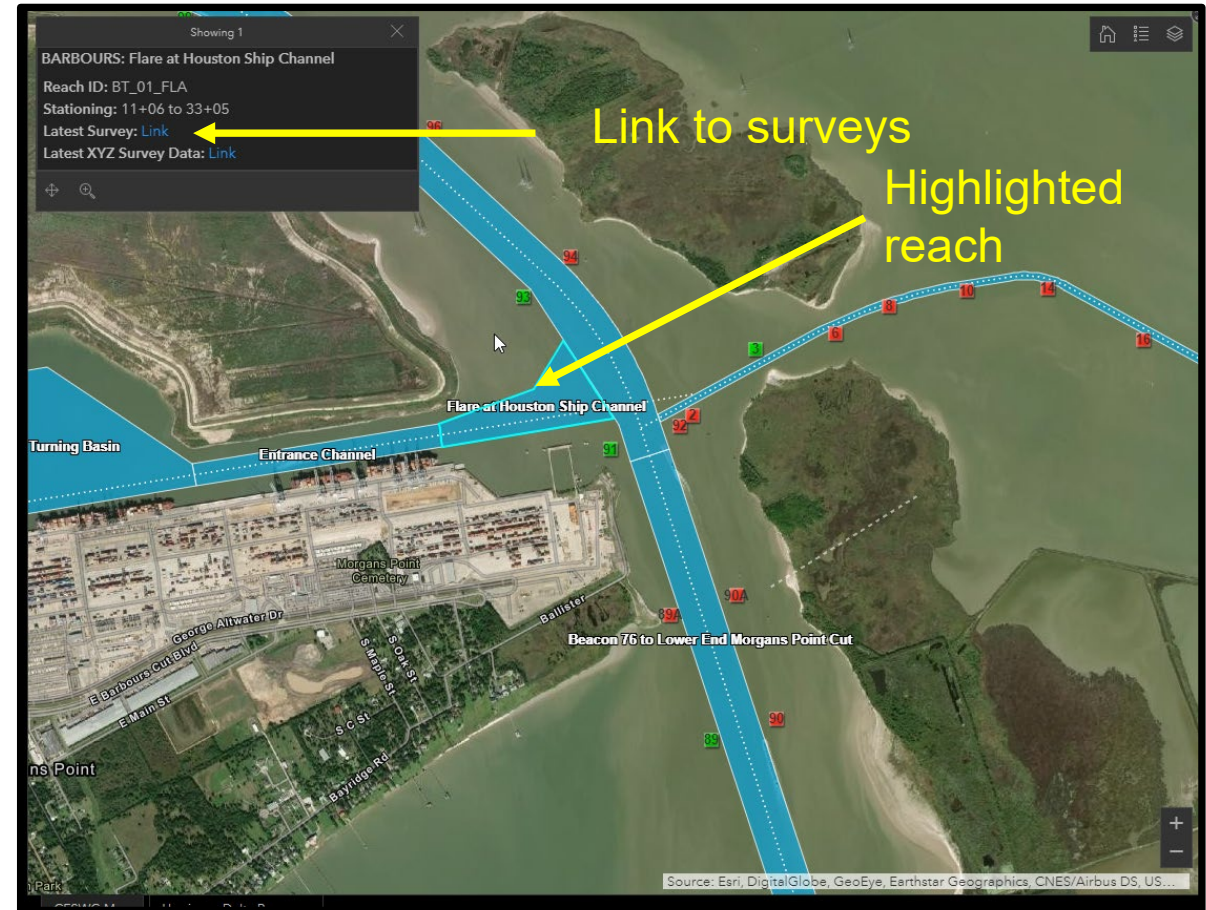 Showing 1
BARBOURS: Flare at Houston Ship Channel
Reach ID: BT_01_FLA
Stationing: 11+06 to 33+05
Latest Survey: Link
Latest XYZ Survey Data: Link
Link to surveys
Highlighted
reach
96
94
93
10
14
8
6
16
3
Flare at Houston Ship Channel
2
92
91
Turning Basin
Entrance Channel
Morgans Point
Cemetery
George Altwater Dr
Ballister
90A
89A
Beacon 76 to Lower End Morgans Point Cut
E Barbours Cut Blvd
S Maple St
S Oak St
E Main St
S C St
90
89
Bayridge Rd
ns Point
+
−
Park
Source: Esri, DigitalGlobe, GeoEye, Earthstar Geographics, CNES/Airbus DS, US...